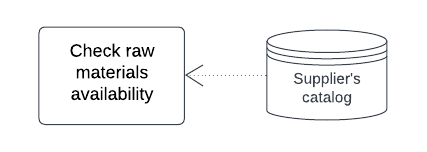 Check raw
materials
availability
Supplier's
catalog